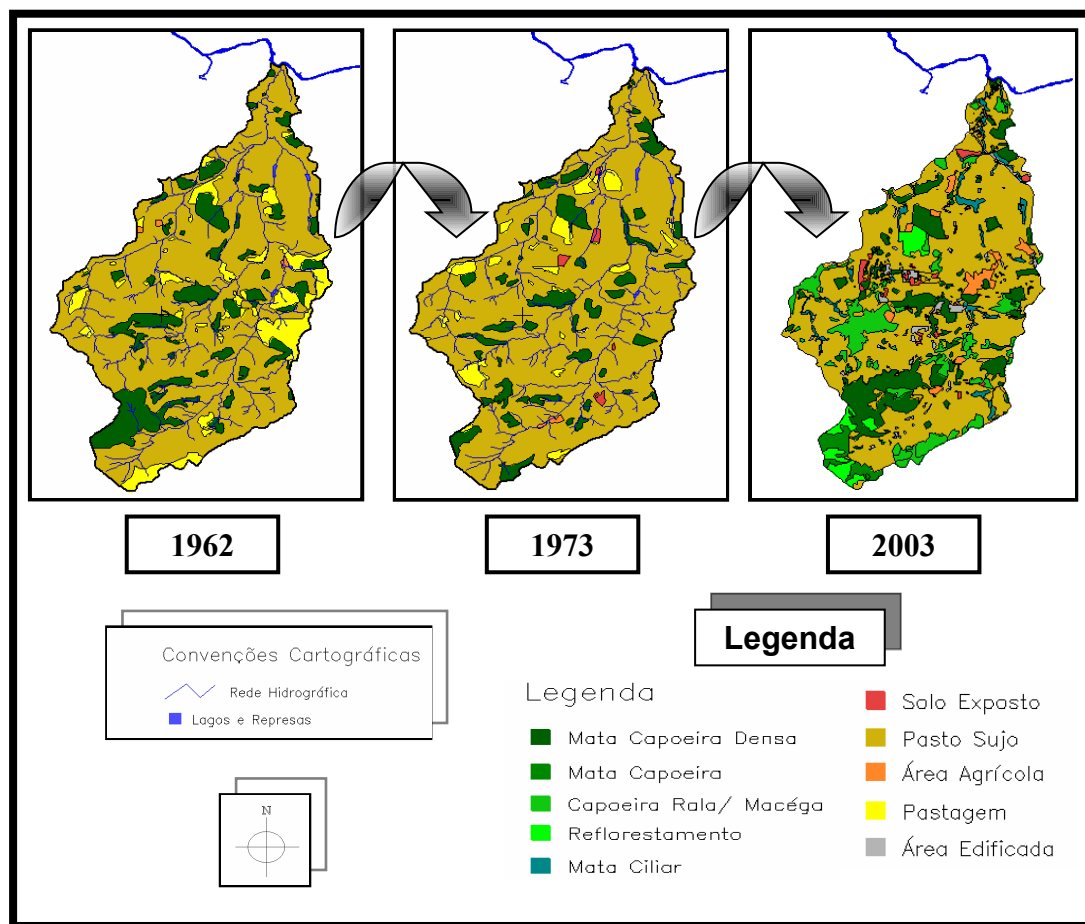 1962
1973
2003
Convenções Cartográficas
Rede Hidrográfica
Lagos e Represas
N
Legenda
Legenda
Mata Capoeira Densa
Mata Capoeira
Capoeira Rala/ Macéga
Reflorestamento
Mata Ciliar
Solo Exposto
Pasto Sujo
Área Agrícola
Pastagem
Área Edificada